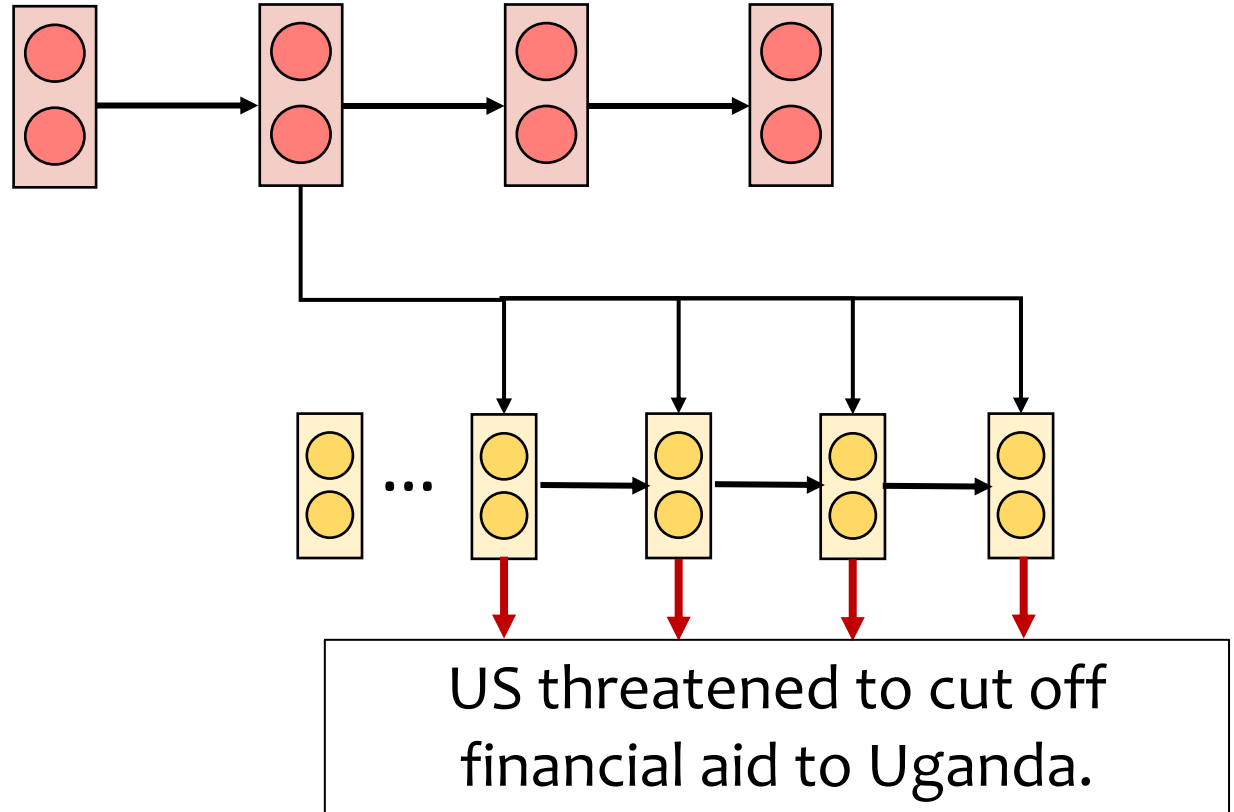 US threatened to cut off
financial aid to Uganda.